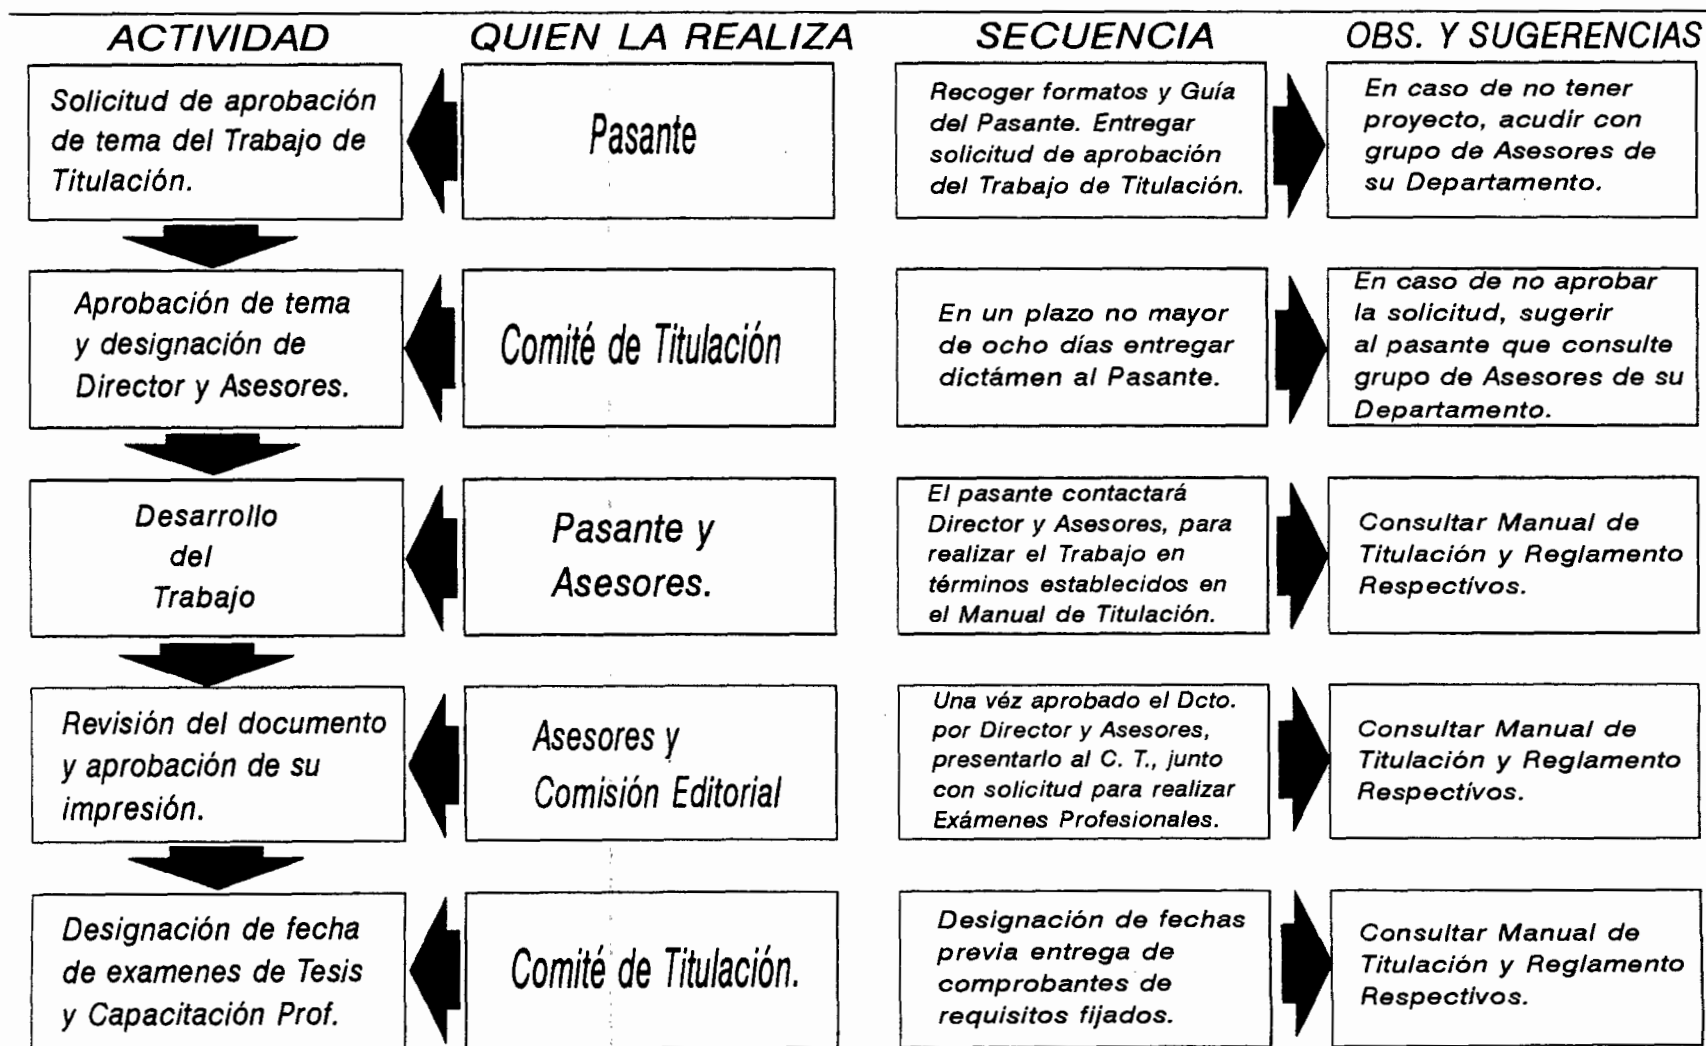 ACTIVIDAD
QUIEN LA REALIZA
SECUENCIA
OBS. Y SUGERENCIAS
Solicitud de aprobación
de tema del Trabajo de
Titulación.
Pasante
Recoger formatos y Guía
del Pasante. Entregar
solicitud de aprobación
del Trabajo de Titulación.
En caso de no tener
proyecto, acudir con
grupo de Asesores de
su Departamento.
Aprobación de tema
y designación de
Director y Asesores.
Comité de Titulación
En un plazo no mayor
de ocho días entregar
dictámen al Pasante.
En caso de no aprobar
la solicitud, sugerir
al pasante que consulte
grupo de Asesores de su
Departamento.
Desarrollo
del
Trabajo
Pasante y
Asesores.
El pasante contactará
Director y Asesores, para
realizar el Trabajo en
términos establecidos en
el Manual de Titulación.
Consultar Manual de
Titulación y Reglamento
Respectívos.
Revisión del documento
y aprobación de su
impresión.
Asesores y
Comisión Editorial
Una véz aprobado el Dcto.
por Director y Asesores,
presentarlo al C. T., junto
con solicitud para realizar
Exámenes Profesionales.
Consultar Manual de
Titulación y Reglamento
Respectívos.
Designación de fecha
de examenes de Tesis
y Capacitación Prof.
Comité de Titulación.
Designación de fechas
previa entrega de
comprobantes de
requisitos fijados.
Consultar Manual de
Titulación y Reglamento
Respectivos.